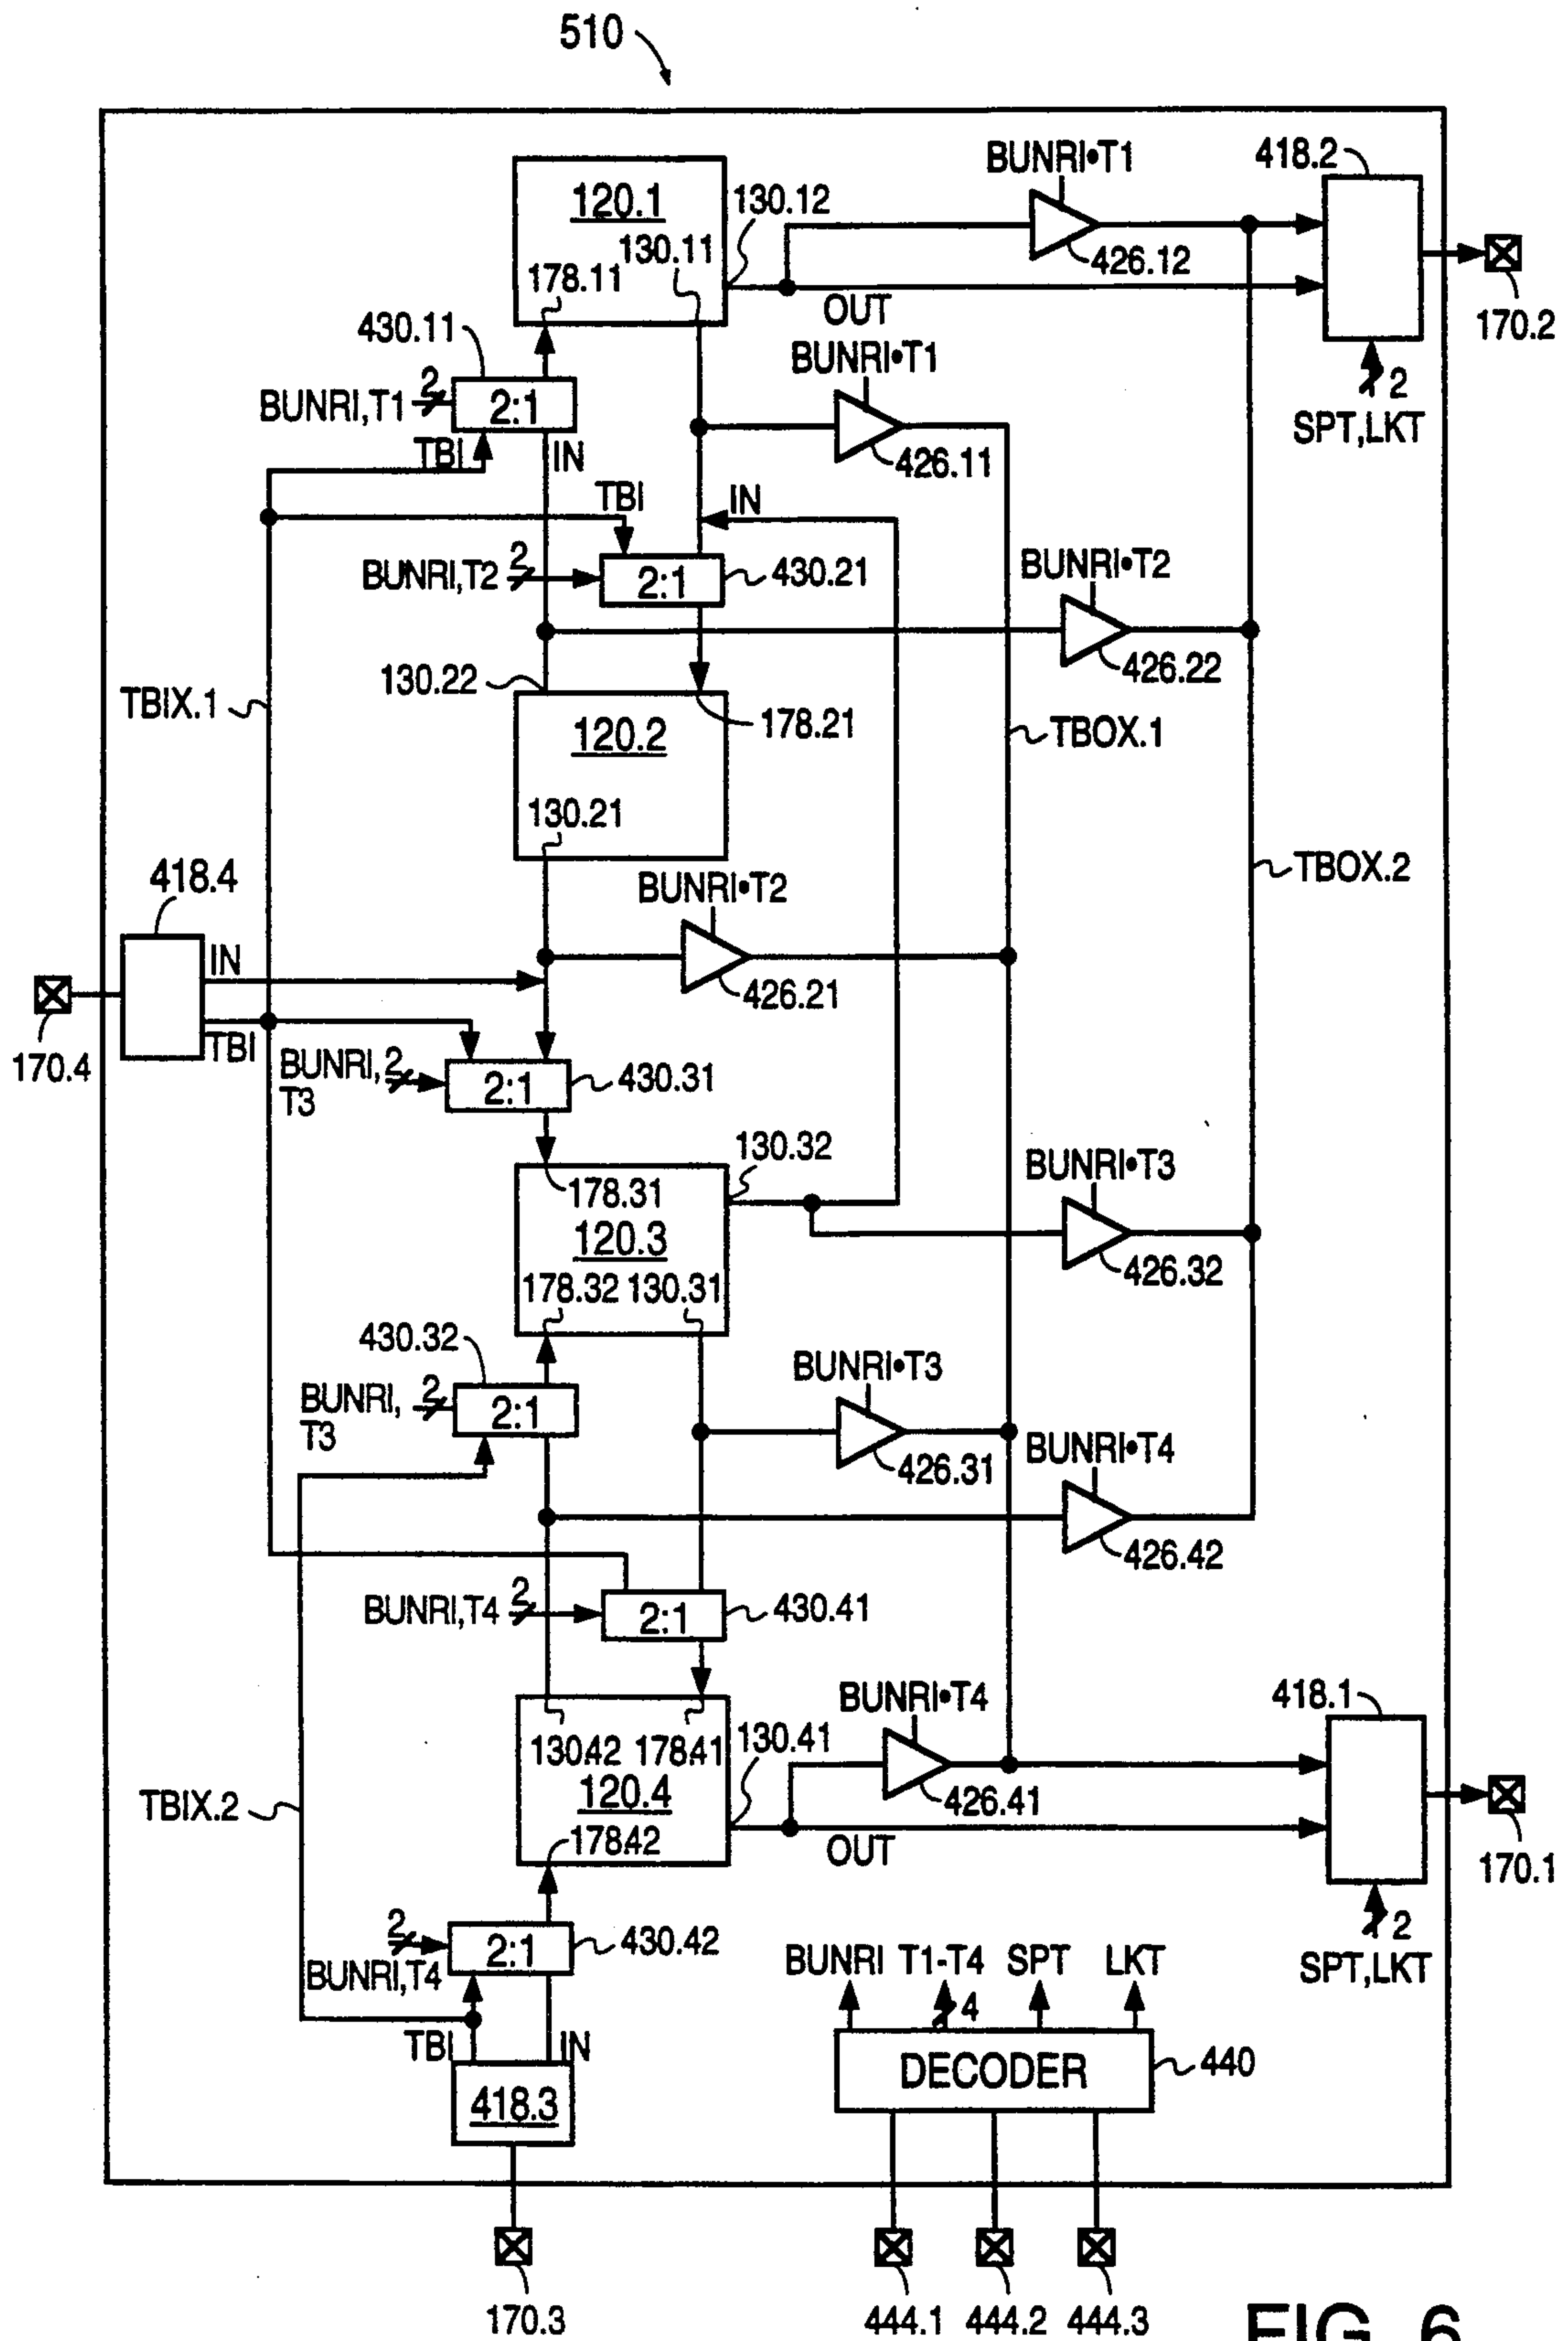 510
120.1
130.12
BUNRI•T1
418.2
130.11
178.11
426.12
OUT
170.2
430.11
BUNRI•T1
2
BUNRI,T1
2:1
2
SPT,LKT
TBI
IN
426.11
TBI
IN
2
BUNRI,T2
2:1
430.21
BUNRI•T2
130.22
426.22
TBIX.1
120.2
178.21
TBOX.1
130.21
BUNRI•T2
TBOX.2
418.4
IN
426.21
TBI
170.4
BUNRI,
T3
2
2:1
430.31
130.32
178.31
BUNRI•T3
120.3
178.32
130.31
426.32
430.32
BUNRI•T3
BUNRI,
T3
2
2:1
BUNRI•T4
426.31
426.42
2
BUNRI,T4
2:1
430.41
BUNRI•T4
418.1
130.42
178.41
130.41
120.4
TBIX.2
426.41
178.42
OUT
170.1
2
BUNRI,T4
2:1
430.42
2
SPT,LKT
BUNRI
T1-T4
SPT
LKT
4
TBI
IN
DECODER
440
418.3
170.3
444.1
444.2
444.3
FIG. 6